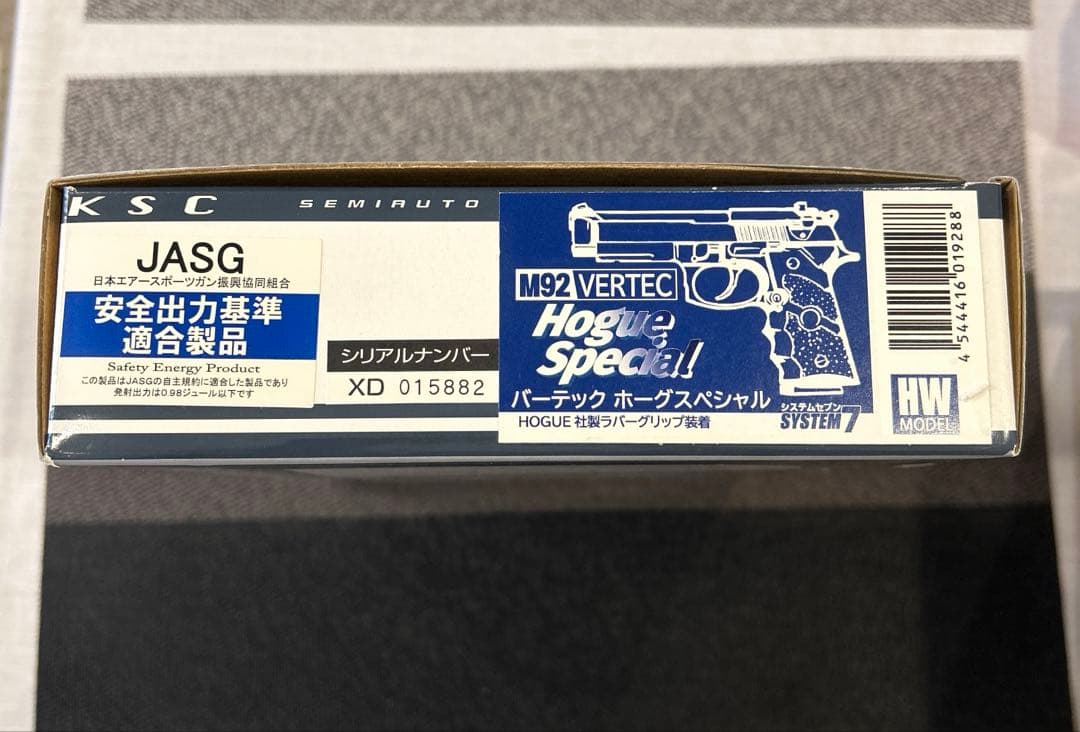 KSC
SEMIAUTO
JASG
日本エアースポーツガン振興協同組合
安全出力基準
適合製品
Safety Energy Product
この製品はJASGの自主規約に適合した製品であり
発射出力は0.98ジュール以下です
シリアルナンバー
XD 015882
M92 VERTEC
Hogue
Special
バーテック ホーグスペシャル
HOGUE 社製ラバーグリップ装着
システムセブン
SYSTEM 7
4 544416 019288
HW
MODEL